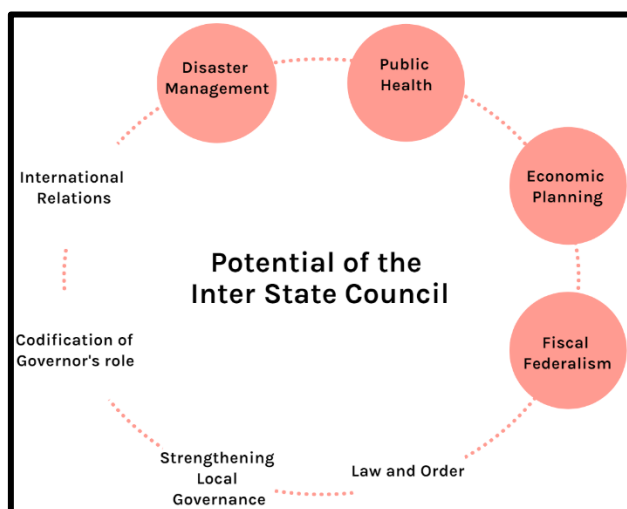 Disaster
Management
Public
Health
International
Relations
Economic
Planning
Potential of the
Inter State Council
Codification of
Governor's role
Fiscal
Federalism
Strengthening
Local
Governance
Law and Order